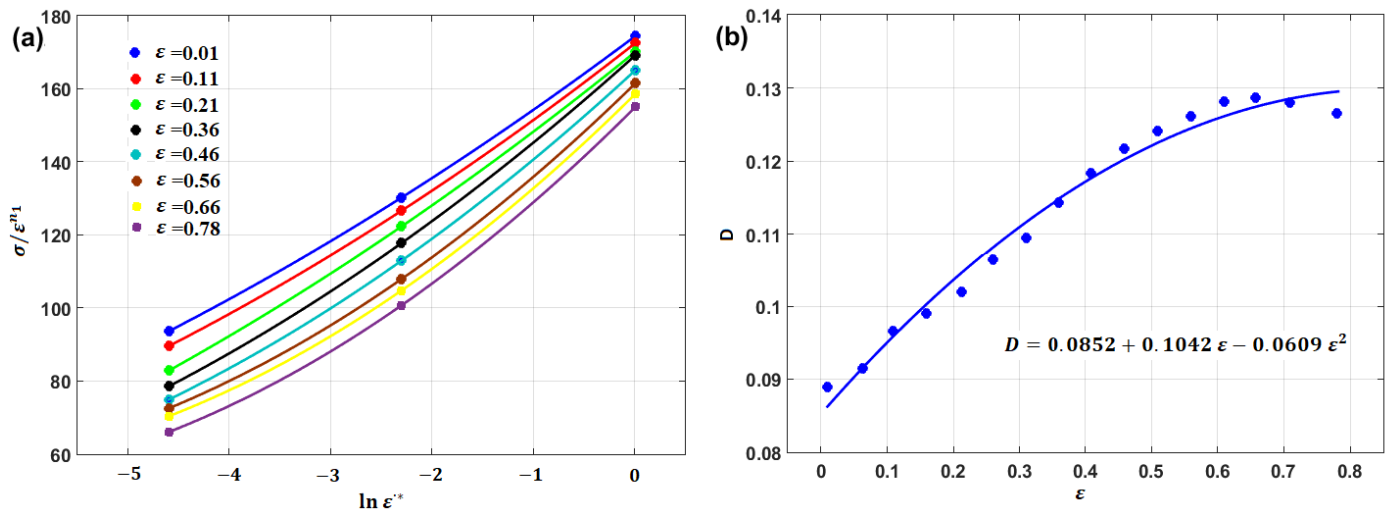 (a)
180
160
140
120
100
80
60
σ/ε^{n_1}
ε =0.01
ε =0.11
ε =0.21
ε =0.36
ε =0.46
ε =0.56
ε =0.66
ε =0.78
−5 −4 −3 −2 −1 0
ln ε̇*
(b)
0.14
0.13
0.12
0.11
0.1
0.09
0.08
D
D = 0.0852 + 0.1042 ε − 0.0609 ε²
0 0.1 0.2 0.3 0.4 0.5 0.6 0.7 0.8
ε